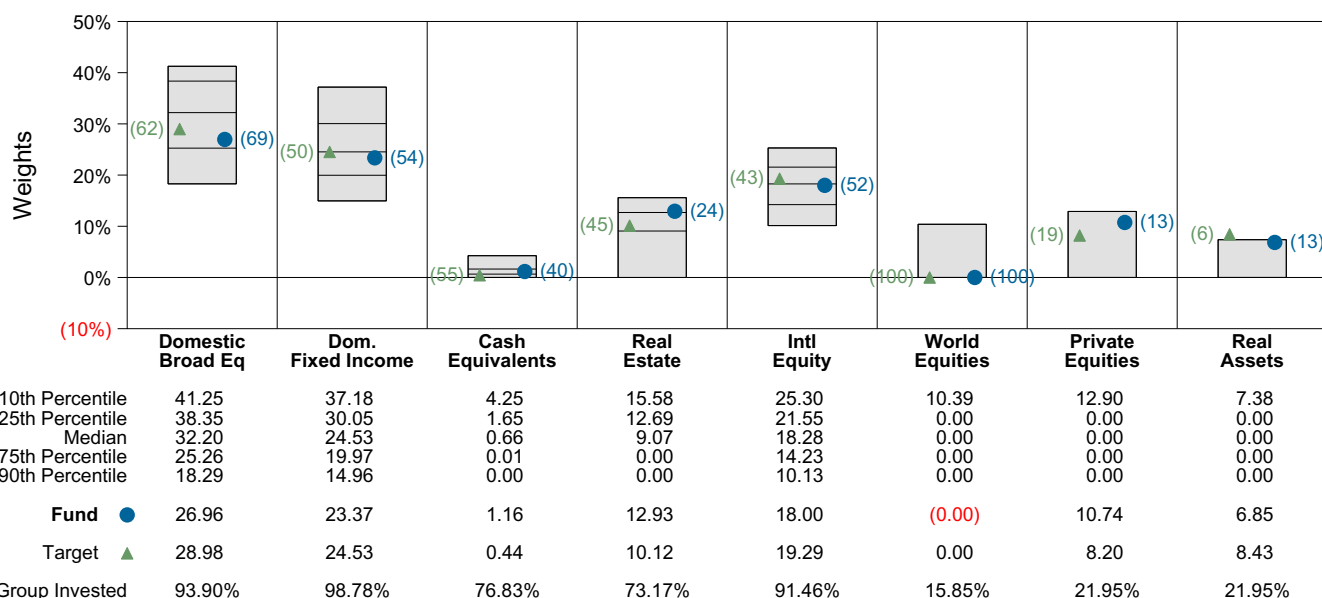 50%
40%
30%
20%
10%
0%
(10%)
Weights
(62) (69) (50) (54) (55) (40) (45) (24) (43) (52) (100) (100) (19) (13) (6) (13)
Domestic Broad Eq
Dom. Fixed Income
Cash Equivalents
Real Estate
Intl Equity
World Equities
Private Equities
Real Assets
10th Percentile 41.25 37.18 4.25 15.58 25.30 10.39 12.90 7.38
25th Percentile 38.35 30.05 1.65 12.69 21.55 0.00 0.00 0.00
Median 32.20 24.53 0.66 9.07 18.28 0.00 0.00 0.00
75th Percentile 25.26 19.97 0.01 0.00 14.23 0.00 0.00 0.00
90th Percentile 18.29 14.96 0.00 0.00 10.13 0.00 0.00 0.00
Fund 26.96 23.37 1.16 12.93 18.00 (0.00) 10.74 6.85
Target 28.98 24.53 0.44 10.12 19.29 0.00 8.20 8.43
Group Invested 93.90% 98.78% 76.83% 73.17% 91.46% 15.85% 21.95% 21.95%